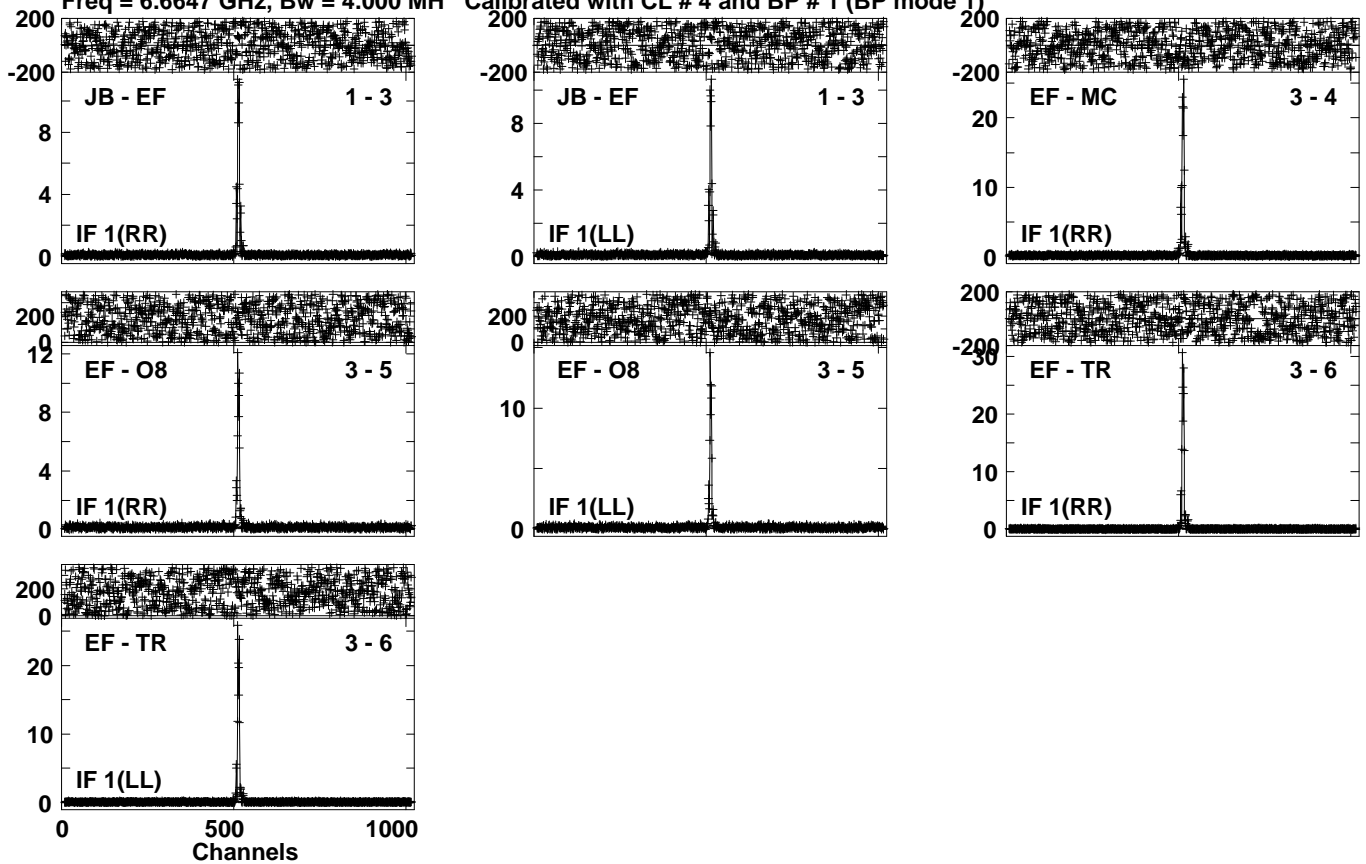 Freq = 6.6647 GHz, Bw = 4.000 MH Calibrated with CL # 4 and BP # 1 (BP mode 1)
200
-200
JB - EF 1 - 3
8
4
0
IF 1(RR)
200
-200
JB - EF 1 - 3
8
4
0
IF 1(LL)
200
-200
EF - MC 3 - 4
20
10
0
IF 1(RR)
200
0
12
EF - O8 3 - 5
8
4
0
IF 1(RR)
200
0
EF - O8 3 - 5
10
0
IF 1(LL)
200
-200
30
EF - TR 3 - 6
20
10
0
IF 1(RR)
200
0
EF - TR 3 - 6
20
10
0
IF 1(LL)
0 500 1000
Channels